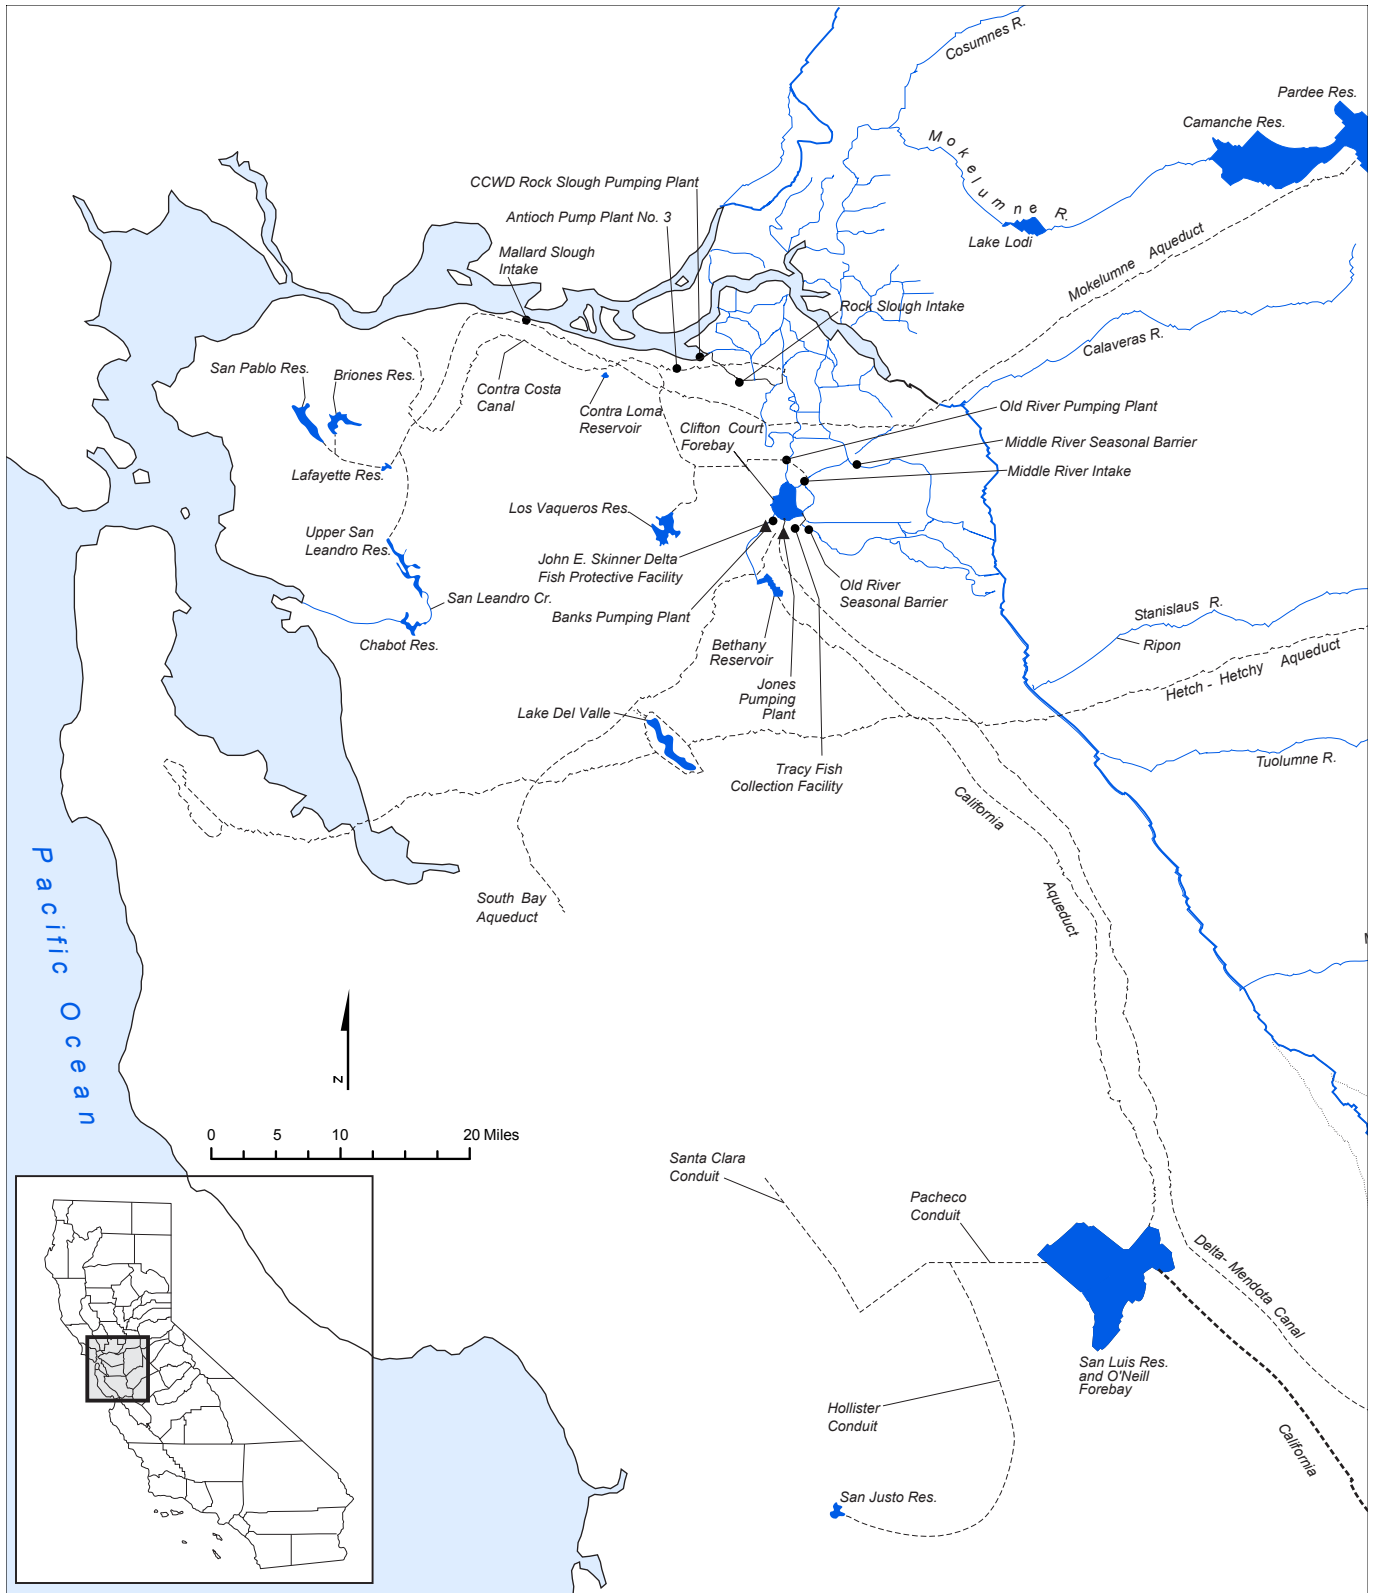 Cosumnes R.
Pardee Res.
Camanche Res.
Mokelumne R.
CCWD Rock Slough Pumping Plant
Antioch Pump Plant No. 3
Lake Lodi
Mokelumne Aqueduct
Mallard Slough
Intake
Rock Slough Intake
Calaveras R.
San Pablo Res.
Briones Res.
Contra Costa
Canal
Contra Loma
Reservoir
Old River Pumping Plant
Clifton Court
Forebay
Middle River Seasonal Barrier
Lafayette Res.
Middle River Intake
Los Vaqueros Res.
Upper San
Leandro Res.
John E. Skinner Delta
Fish Protective Facility
Old River
Seasonal Barrier
San Leandro Cr.
Banks Pumping Plant
Stanislaus R.
Chabot Res.
Bethany
Reservoir
Ripon
Hetch - Hetchy Aqueduct
Jones
Pumping
Plant
Lake Del Valle
Tuolumne R.
Tracy Fish
Collection Facility
California
Aqueduct
Pacific Ocean
South Bay
Aqueduct
N
0 5 10 20 Miles
Santa Clara
Conduit
Pacheco
Conduit
Delta- Mendota Canal
San Luis Res.
and O'Neill
Forebay
Hollister
Conduit
California
San Justo Res.